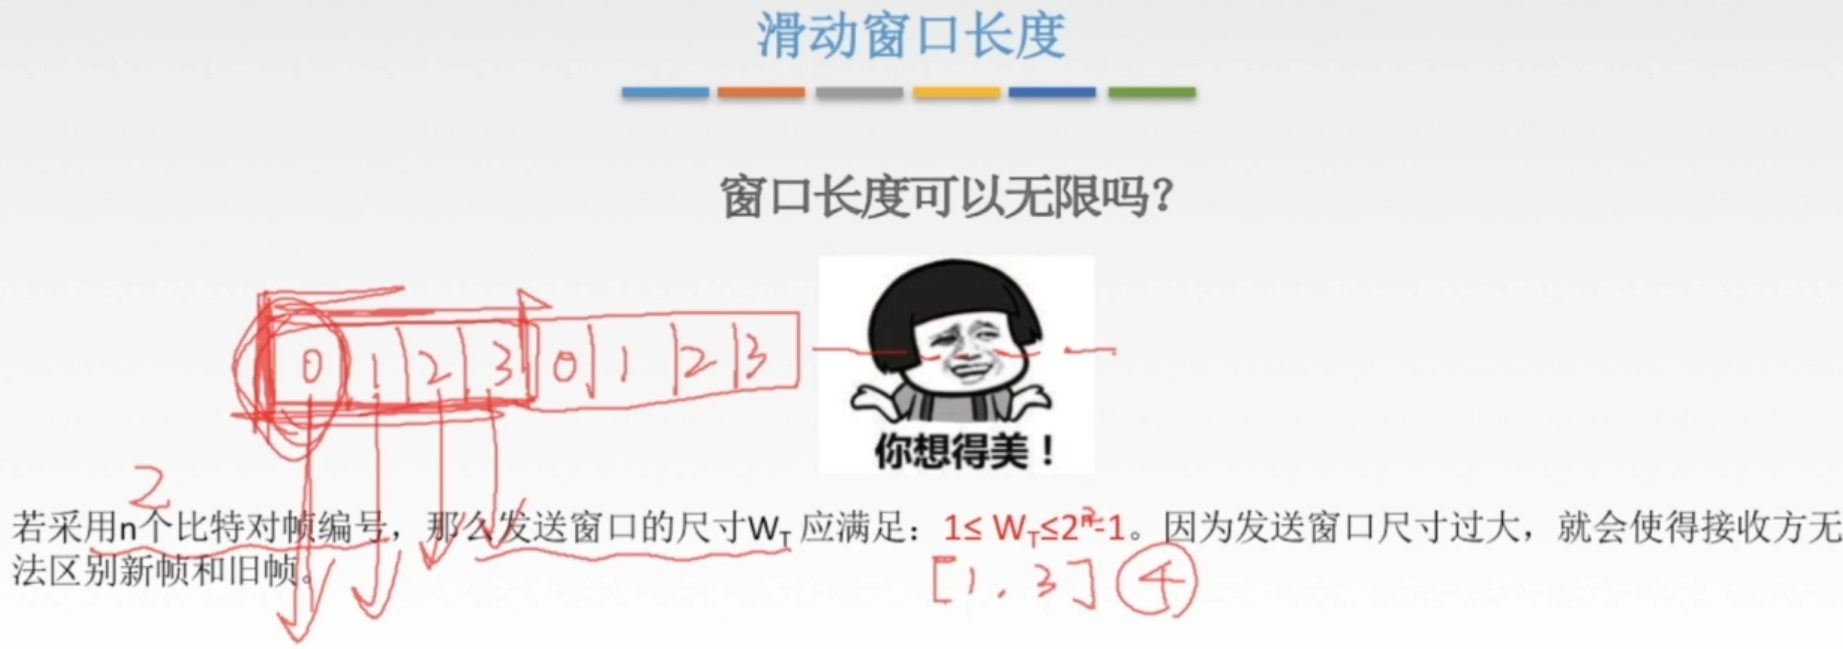 滑动窗口长度
窗口长度可以无限吗?
0 1 2 3 0 1 2 3
你想得美!
2
若采用n个比特对帧编号，那么发送窗口的尺寸W_T 应满足：1≤ W_T≤2^n-1。因为发送窗口尺寸过大，就会使得接收方无
法区别新帧和旧帧。
[1, 3] ④